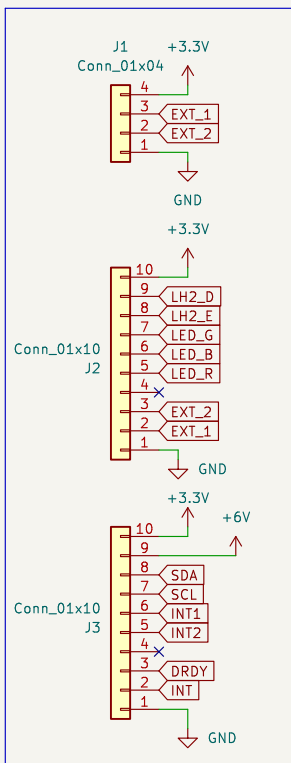 J1
+3.3V
Conn_01x04
4
3 EXT_1
2 EXT_2
1
GND
+3.3V
10
9 LH2_D
8 LH2_E
7 LED_G
Conn_01x10
6 LED_B
J2
5 LED_R
4
3 EXT_2
2 EXT_1
1
GND
+3.3V
+6V
10
9
8 SDA
7 SCL
Conn_01x10
6 INT1
J3
5 INT2
4
3 DRDY
2 INT
1
GND